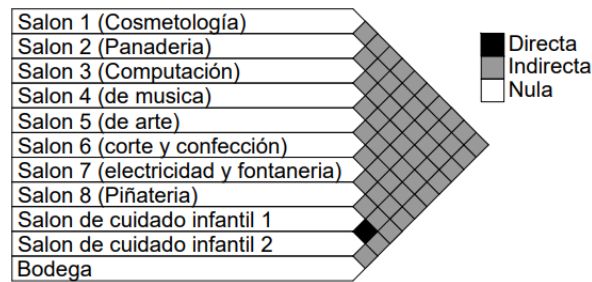 Salon 1 (Cosmetología)
Salon 2 (Panaderia)
Salon 3 (Computación)
Salon 4 (de musica)
Salon 5 (de arte)
Salon 6 (corte y confección)
Salon 7 (electricidad y fontaneria)
Salon 8 (Piñateria)
Salon de cuidado infantil 1
Salon de cuidado infantil 2
Bodega
Directa
Indirecta
Nula